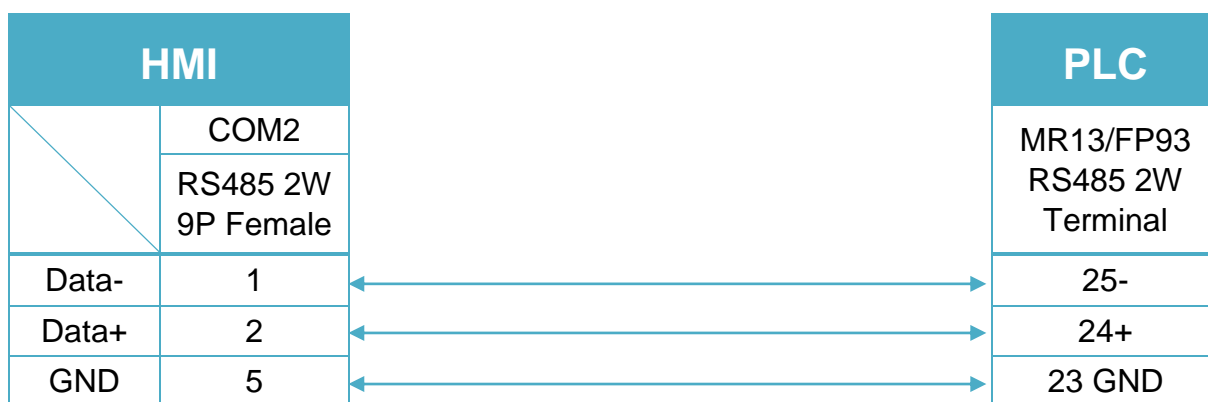 HMI
PLC
COM2
RS485 2W
9P Female
MR13/FP93
RS485 2W
Terminal
Data- 1 25-
Data+ 2 24+
GND 5 23 GND